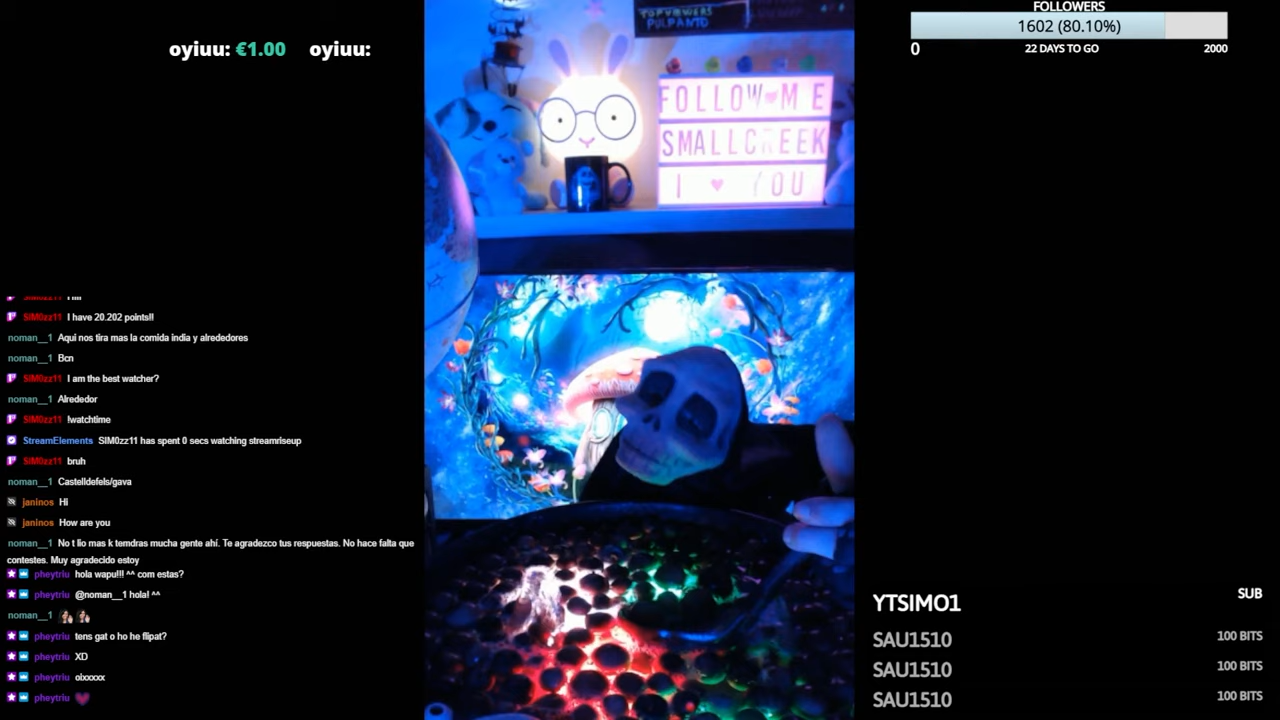 oyiuu: €1.00 oyiuu:
TOPVIEWERS
PULPANTO
FOLLOW ME
SMALLCREEK
I ♥ YOU
FOLLOWERS
1602 (80.10%)
0 22 DAYS TO GO 2000
SIM0zz11 I have 20.202 points!!
noman__1 Aqui nos tira mas la comida india y alrededores
noman__1 Bcn
SIM0zz11 I am the best watcher?
noman__1 Alrededor
SIM0zz11 !watchtime
StreamElements SIM0zz11 has spent 0 secs watching streamriseup
SIM0zz11 bruh
noman__1 Castelldefels/gava
janinos Hi
janinos How are you
noman__1 No t lio mas k temdras mucha gente ahí. Te agradezco tus respuestas. No hace falta que
contestes. Muy agradecido estoy
pheytriu hola wapu!!! ^^ com estas?
pheytriu @noman__1 hola! ^^
noman__1
pheytriu tens gat o ho he flipat?
pheytriu XD
pheytriu oixxxxx
pheytriu
YTSIMO1 SUB
SAU1510 100 BITS
SAU1510 100 BITS
SAU1510 100 BITS